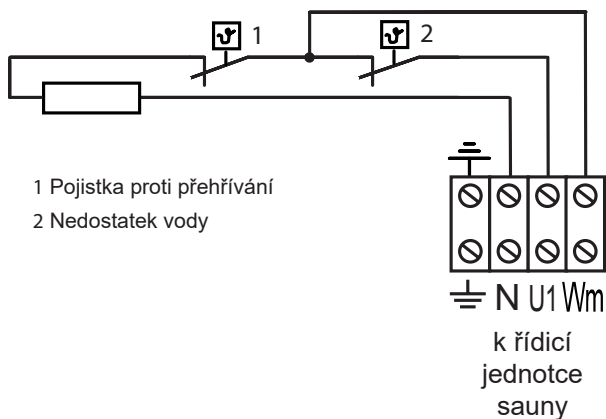 1
2
1 Pojistka proti přehřívání
2 Nedostatek vody
N U1 Wm
k řídicí
jednotce
sauny